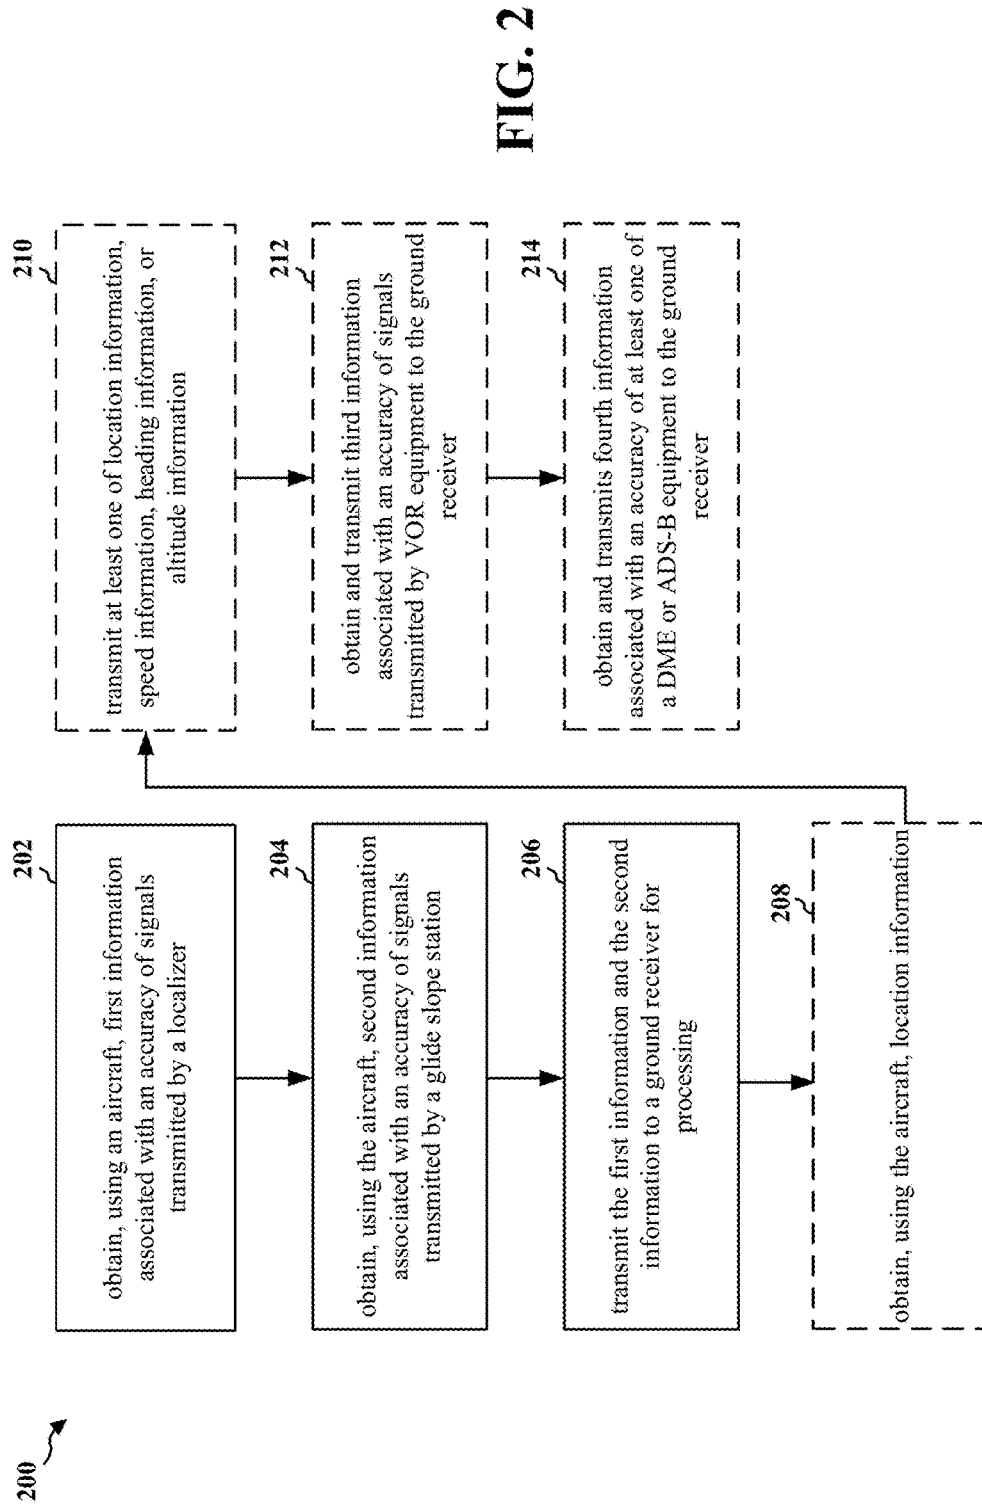 200
202
obtain, using an aircraft, first information
associated with an accuracy of signals
transmitted by a localizer
204
obtain, using the aircraft, second information
associated with an accuracy of signals
transmitted by a glide slope station
206
transmit the first information and the second
information to a ground receiver for
processing
208
obtain, using the aircraft, location information
210
transmit at least one of location information,
speed information, heading information, or
altitude information
212
obtain and transmit third information
associated with an accuracy of signals
transmitted by VOR equipment to the ground
receiver
214
obtain and transmits fourth information
associated with an accuracy of at least one of
a DME or ADS-B equipment to the ground
receiver
FIG. 2